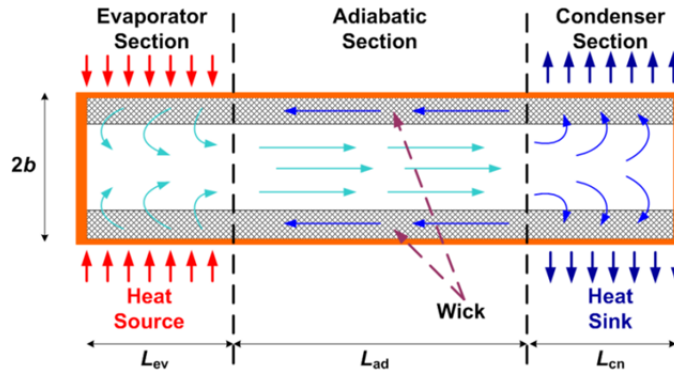 Evaporator
Section
Adiabatic
Section
Condenser
Section
2b
Heat
Source
Wick
Heat
Sink
Lev
Lad
Lcn